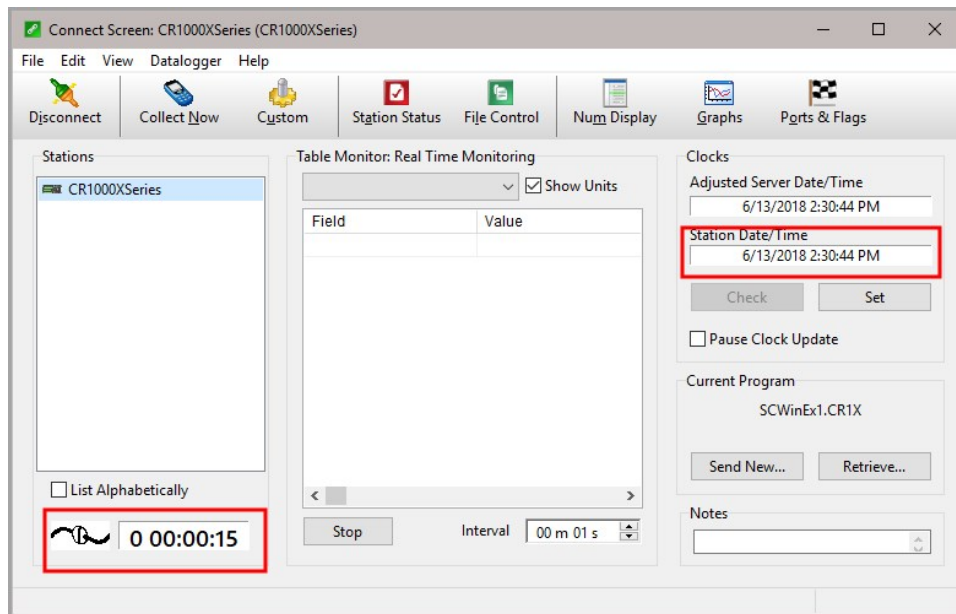 Connect Screen: CR1000XSeries (CR1000XSeries)
File Edit View Datalogger Help
Disconnect Collect Now Custom Station Status File Control Num Display Graphs Ports & Flags
Stations
CR1000XSeries
List Alphabetically
0 00:00:15
Table Monitor: Real Time Monitoring
Show Units
Field Value
Stop Interval 00 m 01 s
Clocks
Adjusted Server Date/Time
6/13/2018 2:30:44 PM
Station Date/Time
6/13/2018 2:30:44 PM
Check Set
Pause Clock Update
Current Program
SCWinEx1.CR1X
Send New... Retrieve...
Notes